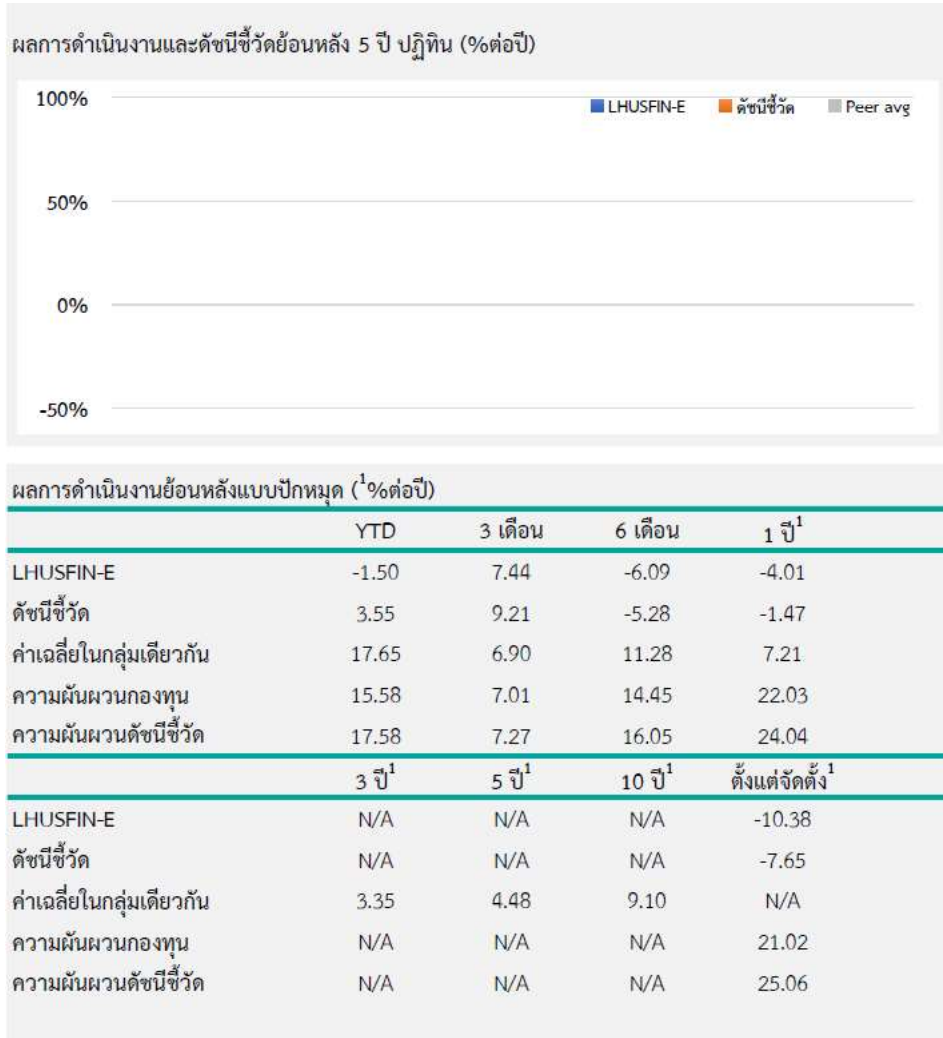 ผลการดำเนินงานและดัชนีชี้วัดย้อนหลัง 5 ปี ปฏิทิน (%ต่อปี)
100%
LHUSFIN-E ดัชนีชี้วัด Peer avg
50%
0%
-50%
ผลการดำเนินงานย้อนหลังแบบปักหมุด (¹%ต่อปี)
YTD 3 เดือน 6 เดือน 1 ปี¹
LHUSFIN-E -1.50 7.44 -6.09 -4.01
ดัชนีชี้วัด 3.55 9.21 -5.28 -1.47
ค่าเฉลี่ยในกลุ่มเดียวกัน 17.65 6.90 11.28 7.21
ความผันผวนกองทุน 15.58 7.01 14.45 22.03
ความผันผวนดัชนีชี้วัด 17.58 7.27 16.05 24.04
3 ปี¹ 5 ปี¹ 10 ปี¹ ตั้งแต่จัดตั้ง¹
LHUSFIN-E N/A N/A N/A -10.38
ดัชนีชี้วัด N/A N/A N/A -7.65
ค่าเฉลี่ยในกลุ่มเดียวกัน 3.35 4.48 9.10 N/A
ความผันผวนกองทุน N/A N/A N/A 21.02
ความผันผวนดัชนีชี้วัด N/A N/A N/A 25.06